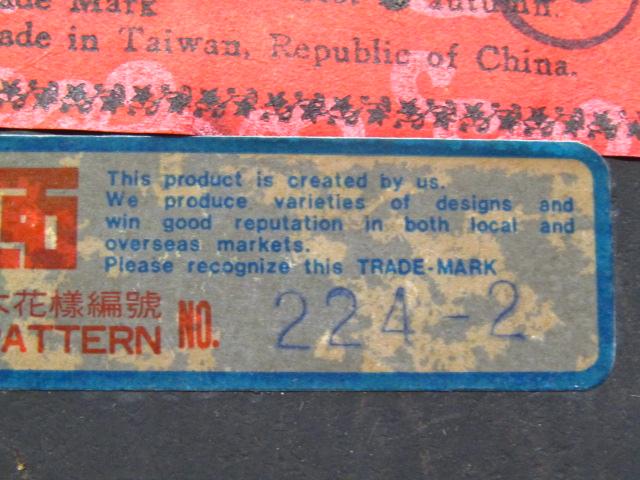 ade Mark
autumn.
ade in Taiwan, Republic of China.
This product is created by us.
We produce varieties of designs and
win good reputation in both local and
overseas markets.
Please recognize this TRADE-MARK
花樣編號
PATTERN NO. 224-2